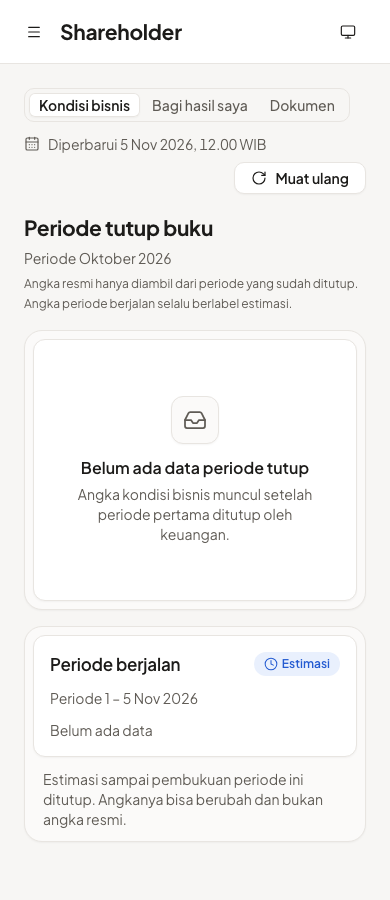 Shareholder
Kondisi bisnis
Bagi hasil saya
Dokumen
Diperbarui 5 Nov 2026, 12.00 WIB
Muat ulang
Periode tutup buku
Periode Oktober 2026
Angka resmi hanya diambil dari periode yang sudah ditutup.
Angka periode berjalan selalu berlabel estimasi.
Belum ada data periode tutup
Angka kondisi bisnis muncul setelah
periode pertama ditutup oleh
keuangan.
Periode berjalan
Estimasi
Periode 1 – 5 Nov 2026
Belum ada data
Estimasi sampai pembukuan periode ini
ditutup. Angkanya bisa berubah dan bukan
angka resmi.